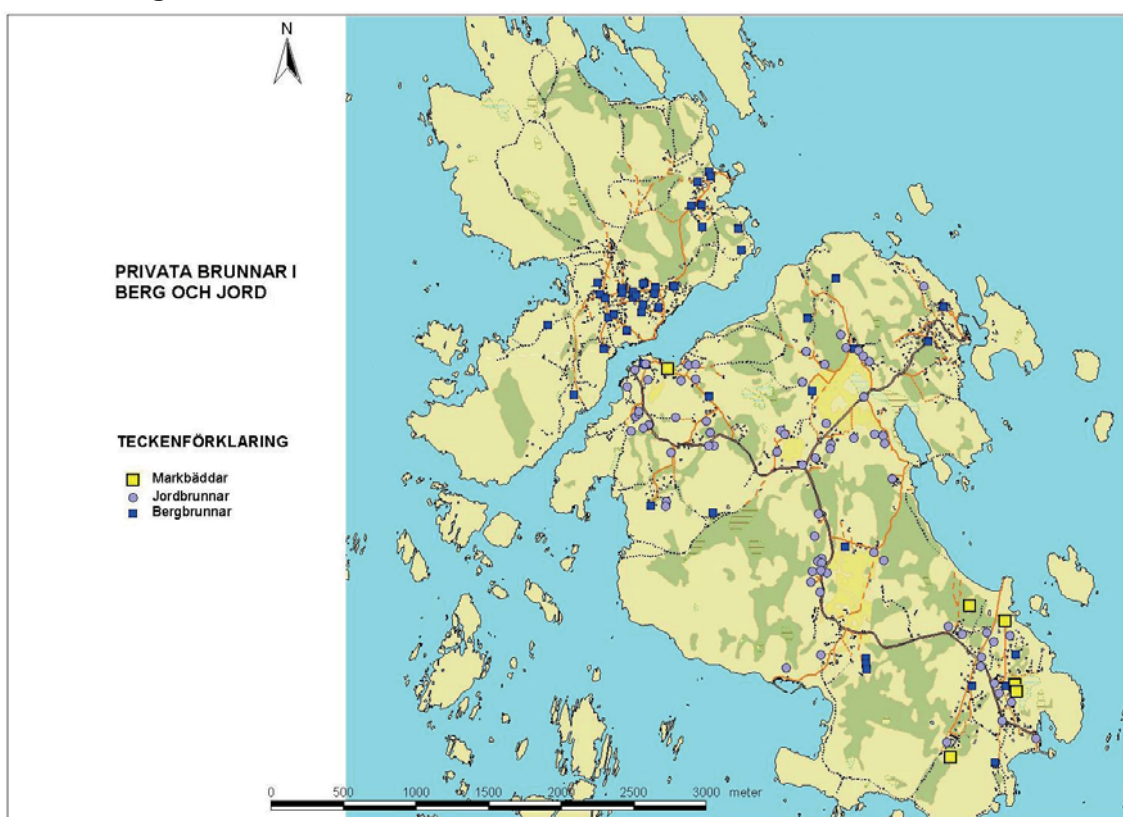 N
PRIVATA BRUNNAR I
BERG OCH JORD
TECKENFÖRKLARING
Markbäddar
Jordbrunnar
Bergbrunnar
0 500 1000 1500 2000 2500 3000 meter